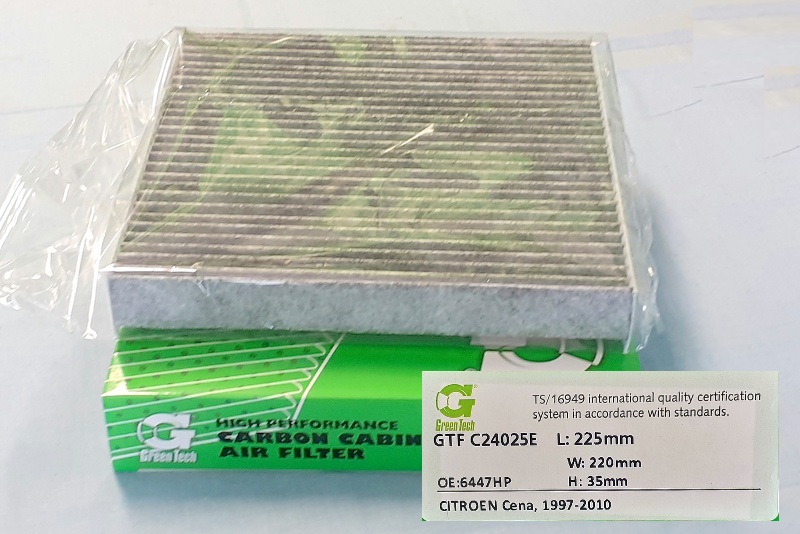 HIGH PERFORMANCE
CARBON CABIN
AIR FILTER
Green Tech
TS/16949 international quality certification
system in accordance with standards.
Green Tech
GTF C24025E L: 225mm
W: 220mm
OE:6447HP H: 35mm
CITROEN Cena, 1997-2010